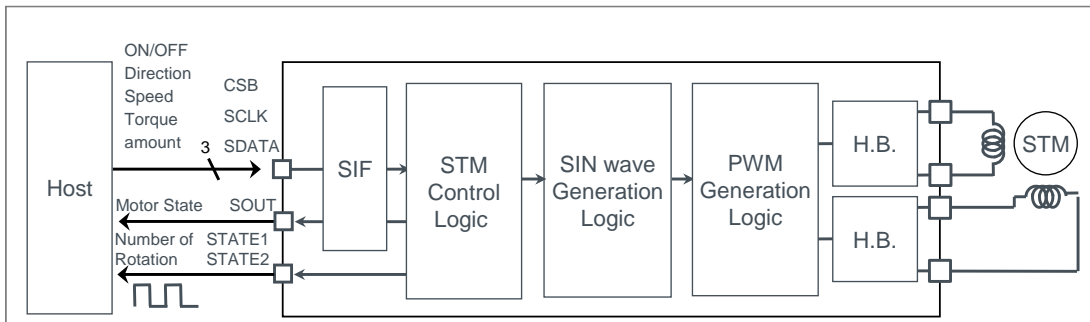 Host
ON/OFF
Direction
Speed
Torque
amount
CSB
SCLK
SDATA
3
Motor State
SOUT
Number of
Rotation
STATE1
STATE2
SIF
STM
Control
Logic
SIN wave
Generation
Logic
PWM
Generation
Logic
H.B.
H.B.
STM